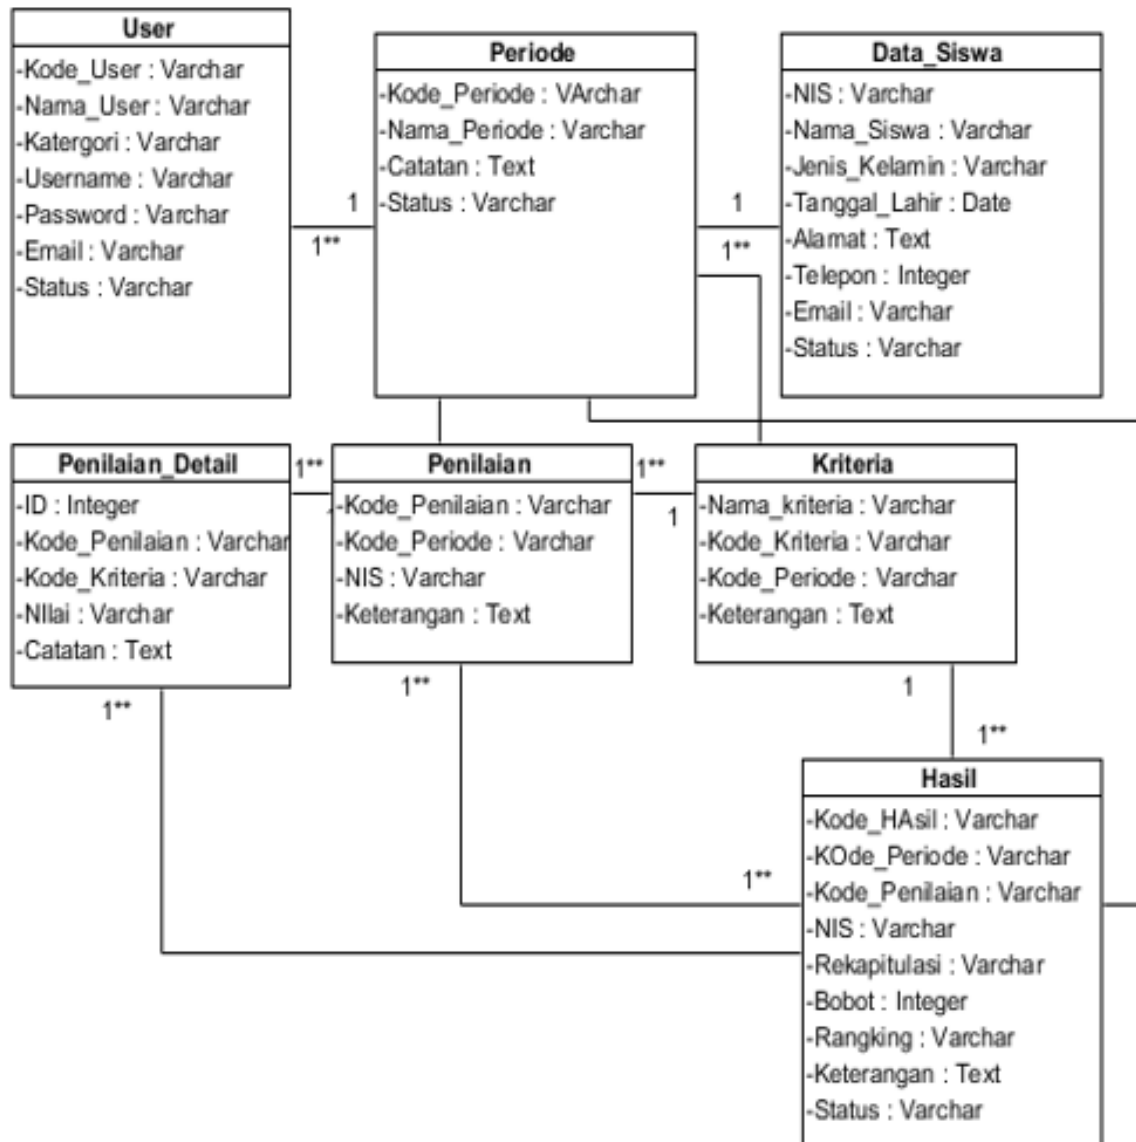 User
-Kode_User : Varchar
-Nama_User : Varchar
-Katergori : Varchar
-Username : Varchar
-Password : Varchar
-Email : Varchar
-Status : Varchar
1
1**
Periode
-Kode_Periode : VArchar
-Nama_Periode : Varchar
-Catatan : Text
-Status : Varchar
1
1**
Data_Siswa
-NIS : Varchar
-Nama_Siswa : Varchar
-Jenis_Kelamin : Varchar
-Tanggal_Lahir : Date
-Alamat : Text
-Telepon : Integer
-Email : Varchar
-Status : Varchar
Penilaian_Detail
-ID : Integer
-Kode_Penilaian : Varchar
-Kode_Kriteria : Varchar
-NIlai : Varchar
-Catatan : Text
1**
1**
Penilaian
-Kode_Penilaian : Varchar
-Kode_Periode : Varchar
-NIS : Varchar
-Keterangan : Text
1**
1**
1
Kriteria
-Nama_kriteria : Varchar
-Kode_Kriteria : Varchar
-Kode_Periode : Varchar
-Keterangan : Text
1
1**
1**
Hasil
-Kode_HAsil : Varchar
-KOde_Periode : Varchar
-Kode_Penilaian : Varchar
-NIS : Varchar
-Rekapitulasi : Varchar
-Bobot : Integer
-Rangking : Varchar
-Keterangan : Text
-Status : Varchar